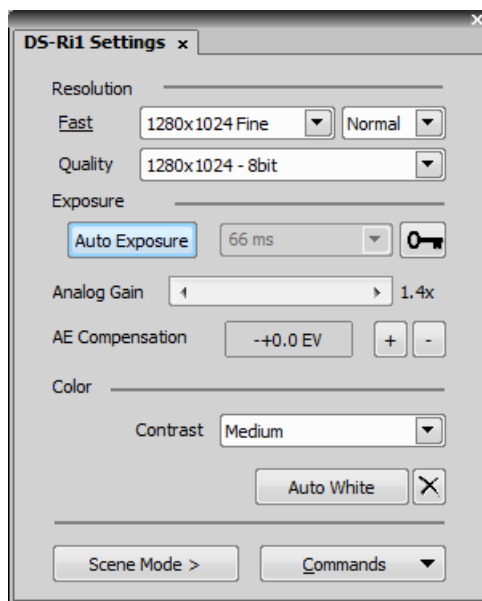 DS-Ri1 Settings x
Resolution
Fast 1280x1024 Fine Normal
Quality 1280x1024 - 8bit
Exposure
Auto Exposure 66 ms
Analog Gain 1.4x
AE Compensation -+0.0 EV + -
Color
Contrast Medium
Auto White
Scene Mode > Commands